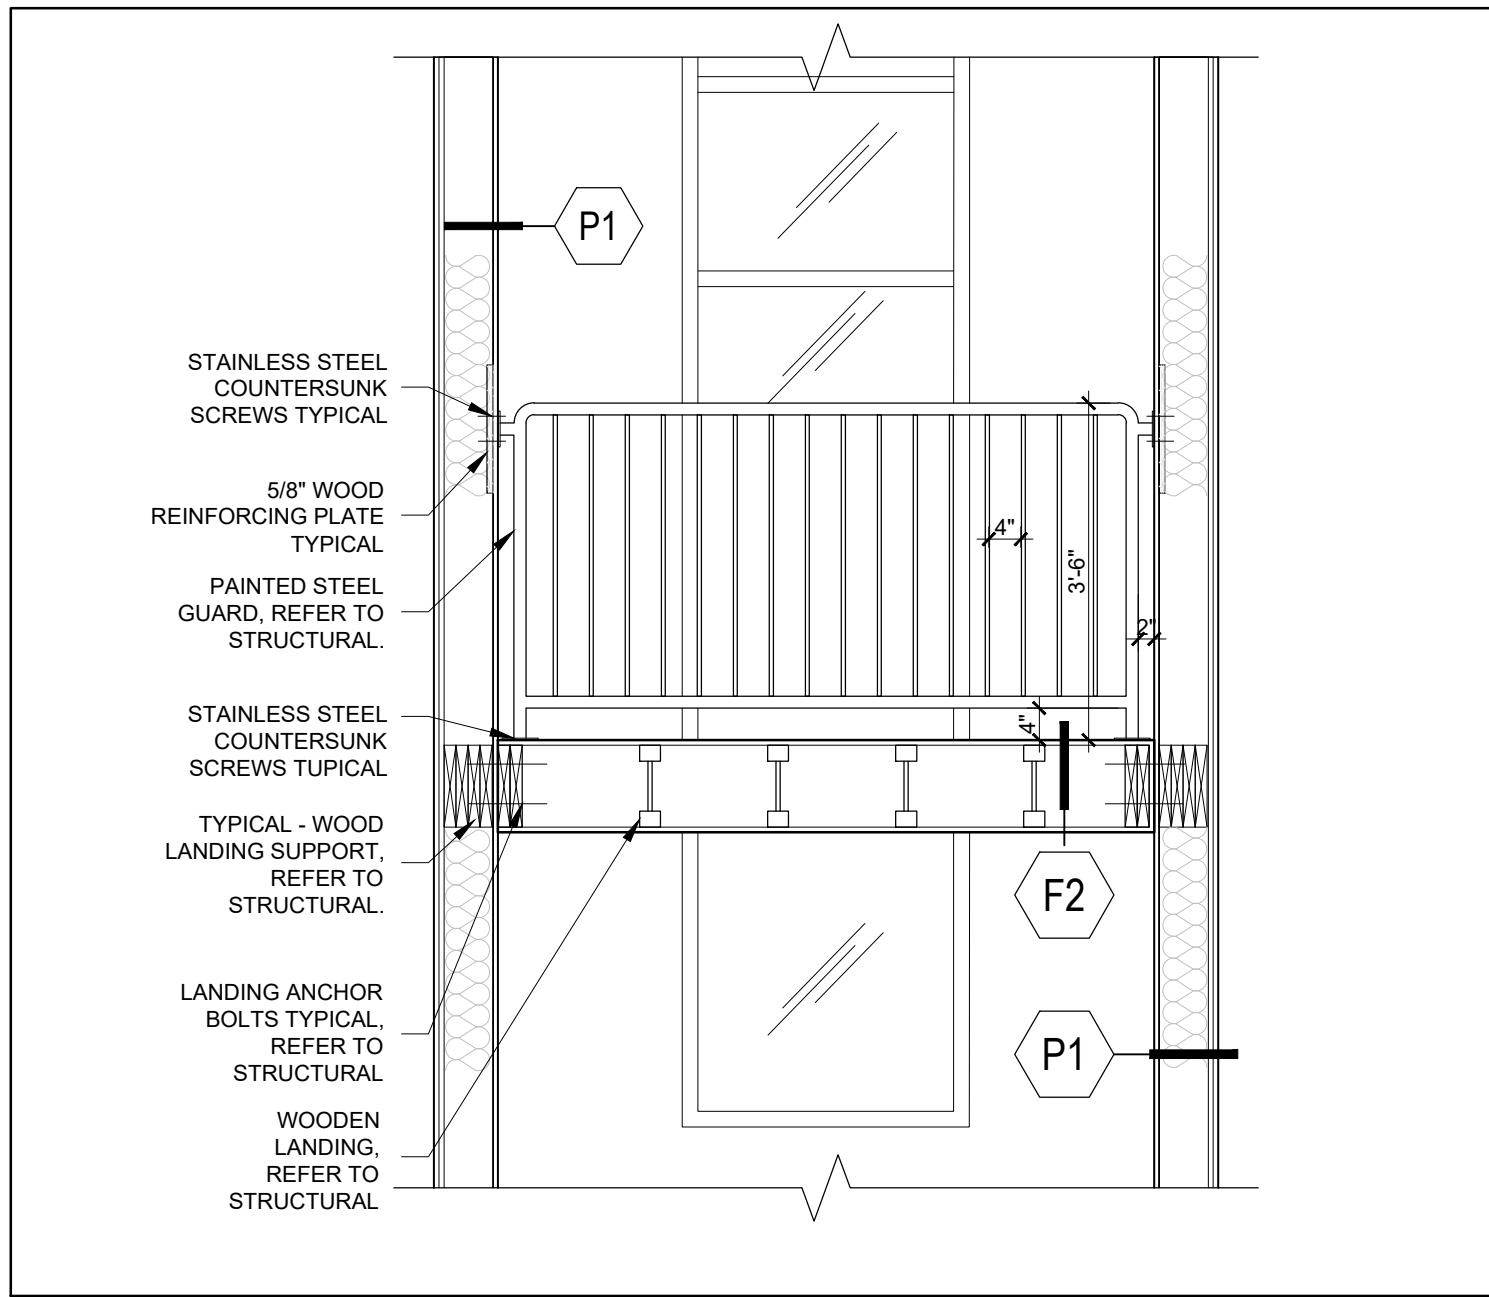 P1
STAINLESS STEEL
COUNTERSUNK
SCREWS TYPICAL
5/8" WOOD
REINFORCING PLATE
TYPICAL
4"
3'-6"
PAINTED STEEL
GUARD, REFER TO
STRUCTURAL.
2"
STAINLESS STEEL
COUNTERSUNK
SCREWS TUPICAL
4"
TYPICAL - WOOD
LANDING SUPPORT,
REFER TO
STRUCTURAL.
F2
LANDING ANCHOR
BOLTS TYPICAL,
REFER TO
STRUCTURAL
P1
WOODEN
LANDING,
REFER TO
STRUCTURAL